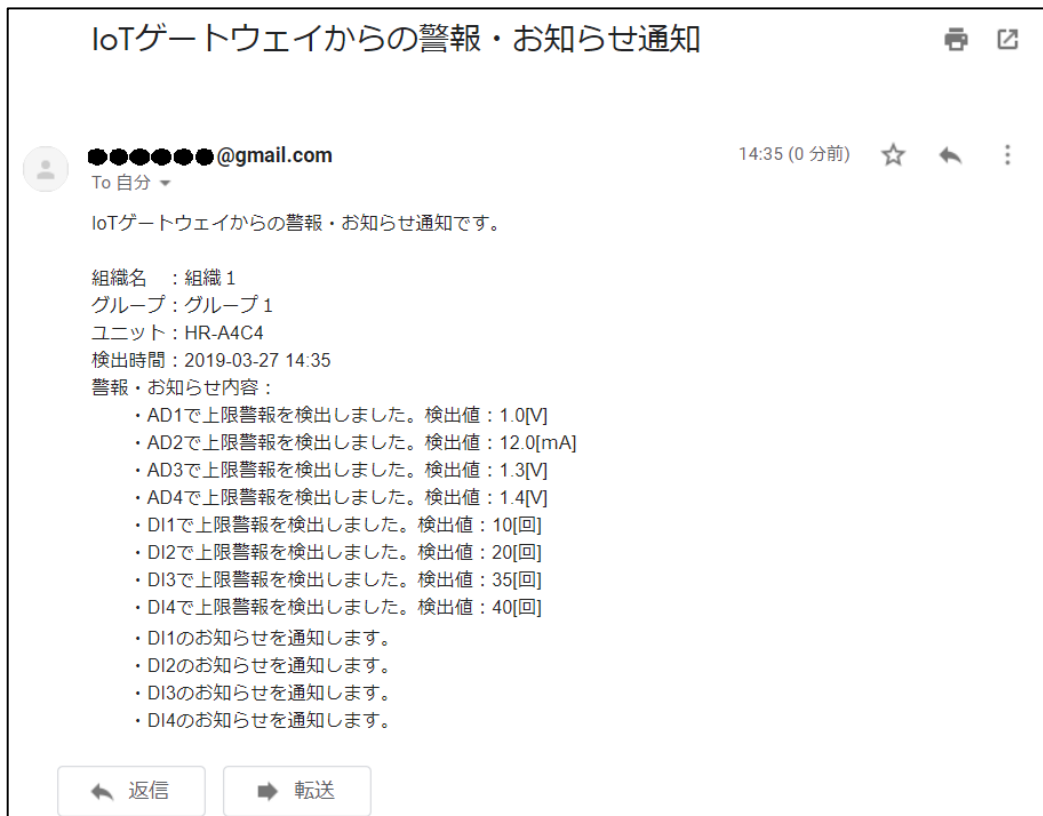 IoTゲートウェイからの警報・お知らせ通知
@gmail.com
14:35 (0 分前)
To 自分
IoTゲートウェイからの警報・お知らせ通知です。
組織名　：組織１
グループ：グループ１
ユニット：HR-A4C4
検出時間：2019-03-27 14:35
警報・お知らせ内容：
・AD1で上限警報を検出しました。検出値：1.0[V]
・AD2で上限警報を検出しました。検出値：12.0[mA]
・AD3で上限警報を検出しました。検出値：1.3[V]
・AD4で上限警報を検出しました。検出値：1.4[V]
・DI1で上限警報を検出しました。検出値：10[回]
・DI2で上限警報を検出しました。検出値：20[回]
・DI3で上限警報を検出しました。検出値：35[回]
・DI4で上限警報を検出しました。検出値：40[回]
・DI1のお知らせを通知します。
・DI2のお知らせを通知します。
・DI3のお知らせを通知します。
・DI4のお知らせを通知します。
返信
転送